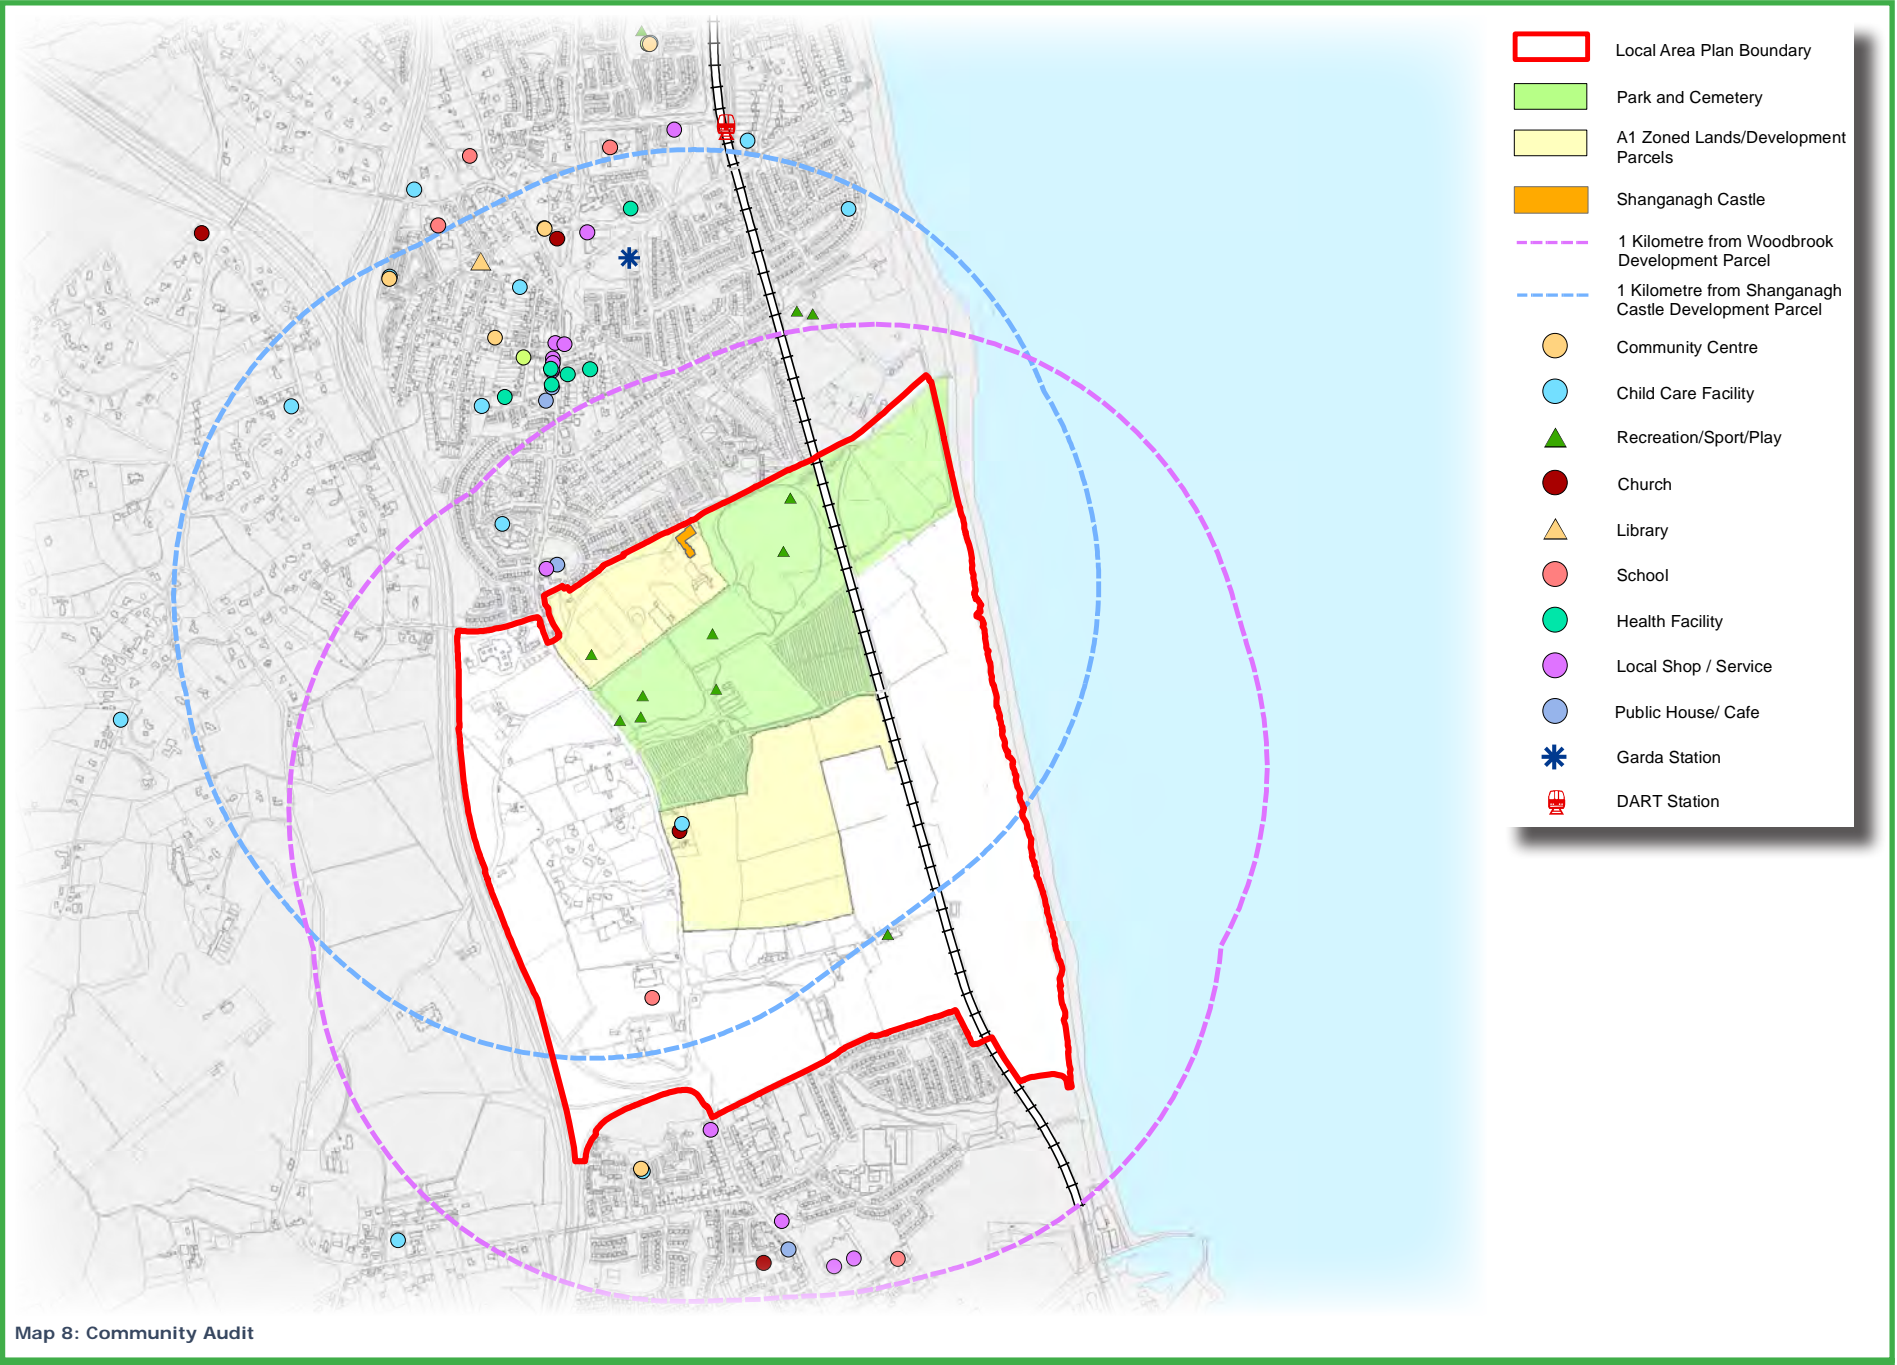 Local Area Plan Boundary
Park and Cemetery
A1 Zoned Lands/Development
Parcels
Shanganagh Castle
1 Kilometre from Woodbrook
Development Parcel
1 Kilometre from Shanganagh
Castle Development Parcel
Community Centre
Child Care Facility
Recreation/Sport/Play
Church
Library
School
Health Facility
Local Shop / Service
Public House/ Cafe
Garda Station
DART Station
Map 8: Community Audit